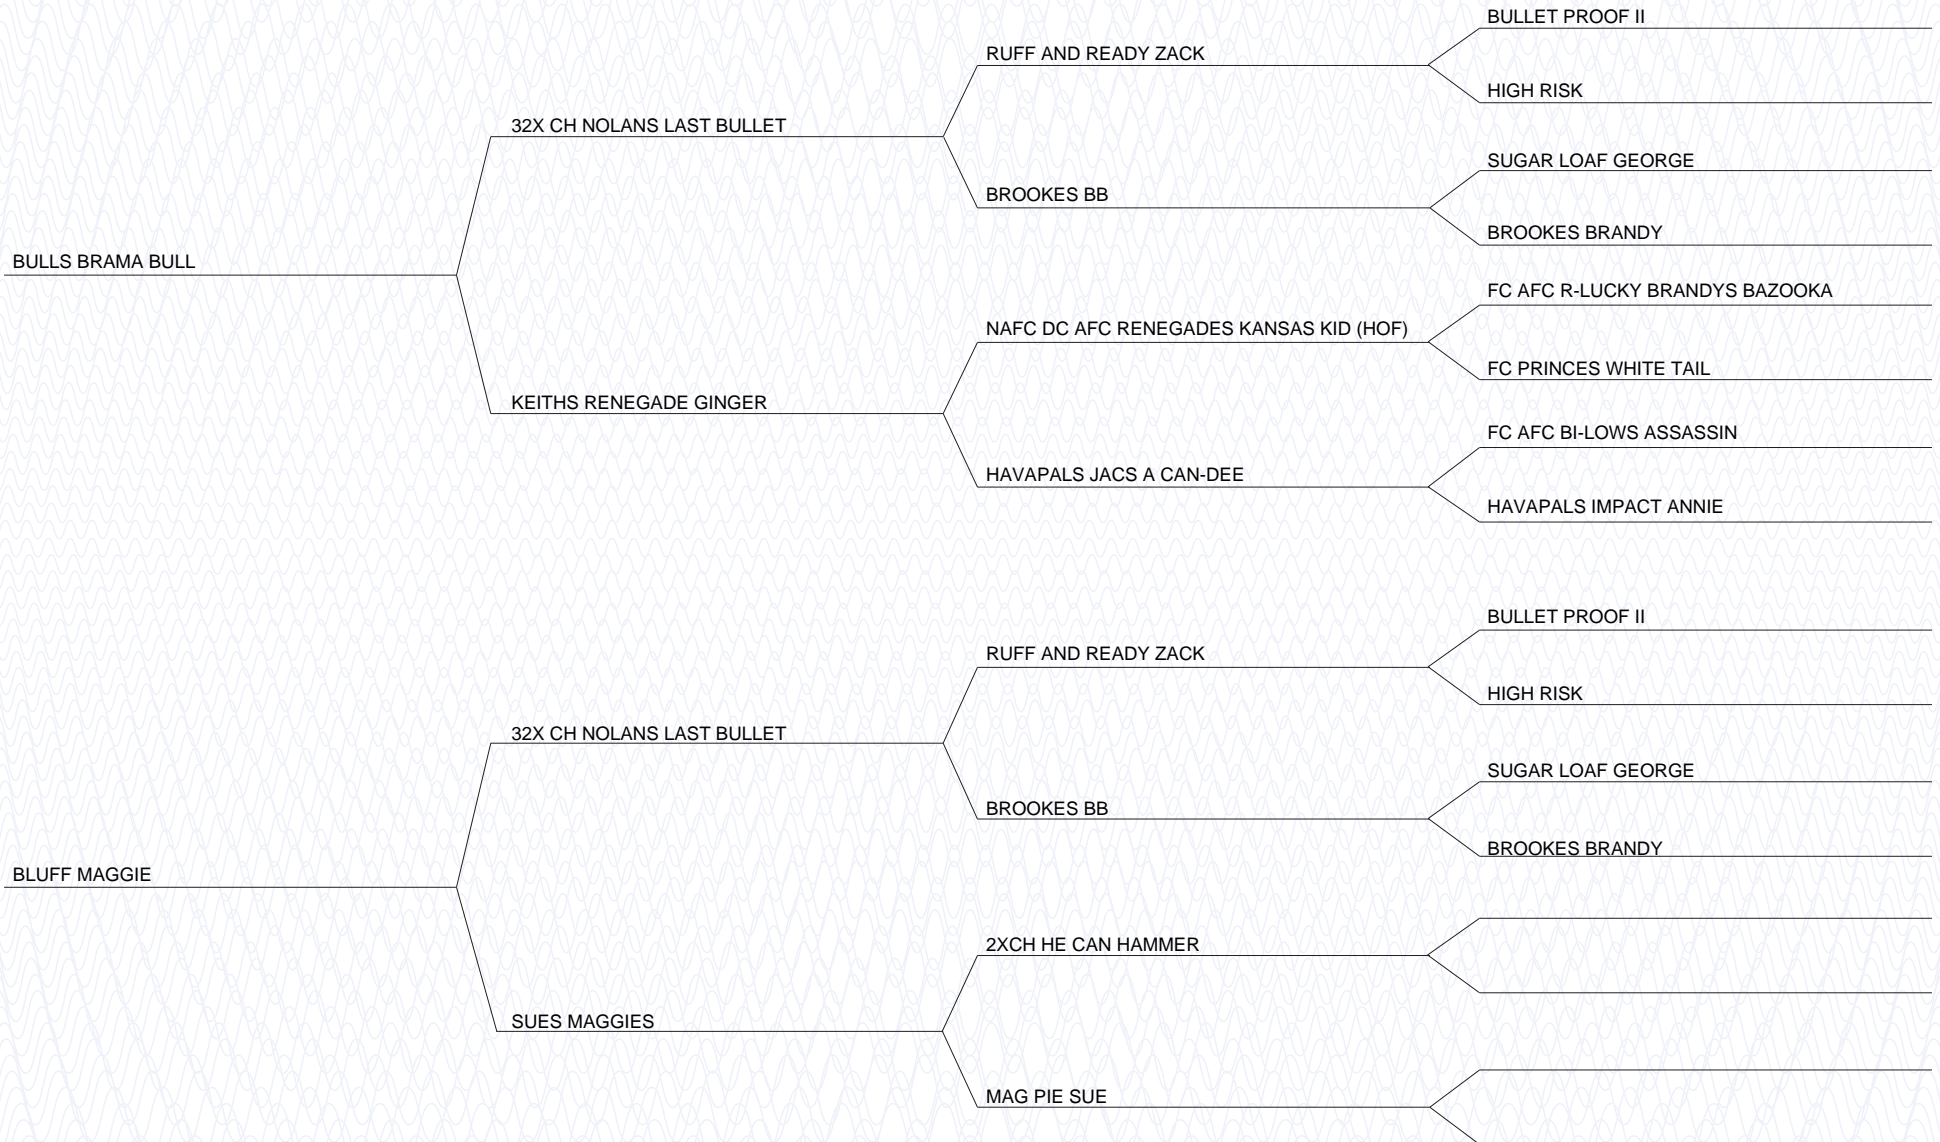 BULLET PROOF II
RUFF AND READY ZACK
HIGH RISK
32X CH NOLANS LAST BULLET
SUGAR LOAF GEORGE
BROOKES BB
BROOKES BRANDY
BULLS BRAMA BULL
FC AFC R-LUCKY BRANDYS BAZOOKA
NAFC DC AFC RENEGADES KANSAS KID (HOF)
FC PRINCES WHITE TAIL
KEITHS RENEGADE GINGER
FC AFC BI-LOWS ASSASSIN
HAVAPALS JACS A CAN-DEE
HAVAPALS IMPACT ANNIE
BULLET PROOF II
RUFF AND READY ZACK
HIGH RISK
32X CH NOLANS LAST BULLET
SUGAR LOAF GEORGE
BROOKES BB
BROOKES BRANDY
BLUFF MAGGIE
2XCH HE CAN HAMMER
SUES MAGGIES
MAG PIE SUE